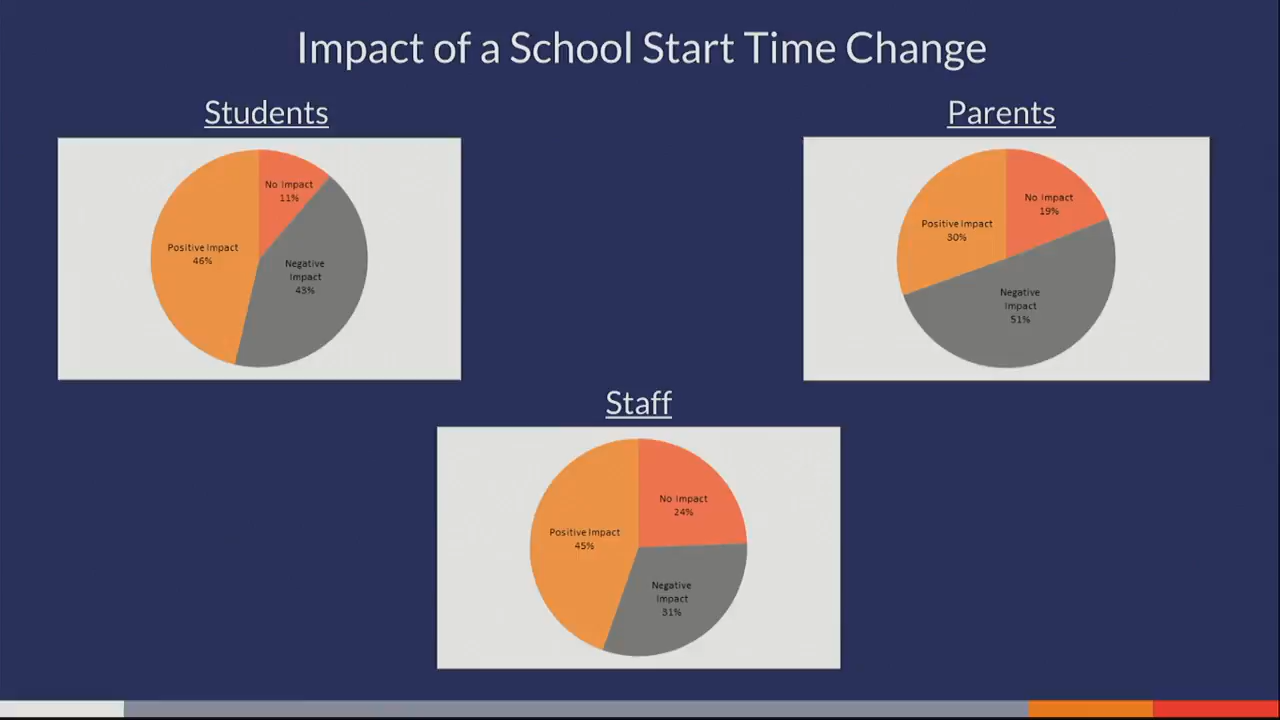 Impact of a School Start Time Change
Students
No Impact
11%
Positive Impact
46%
Negative
Impact
43%
Parents
No Impact
19%
Positive Impact
30%
Negative
Impact
51%
Staff
No Impact
24%
Positive Impact
45%
Negative
Impact
31%